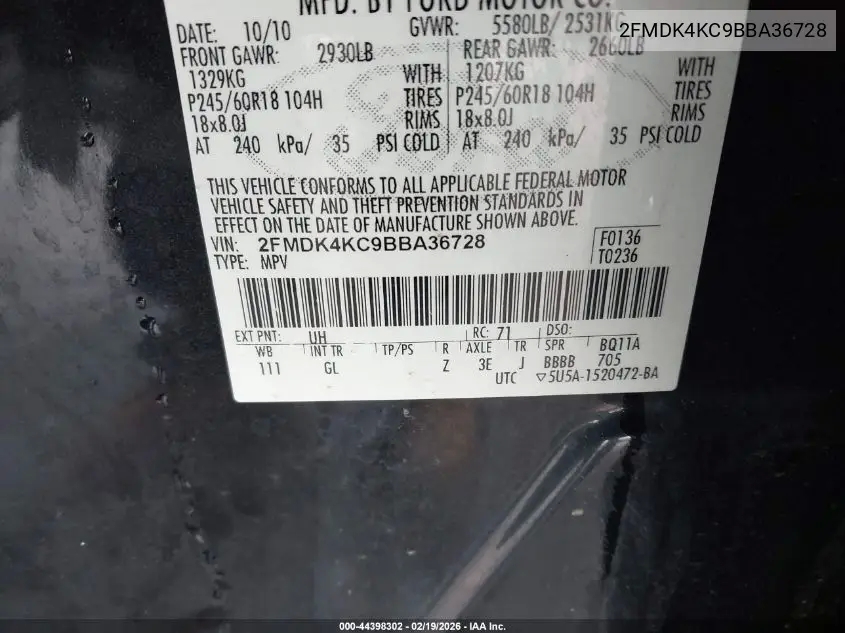 MFD. BY FORD MOTOR CO.
2FMDK4KC9BBA36728
DATE: 10/10 GVWR: 5580LB/ 2531KG
FRONT GAWR: 2930LB REAR GAWR: 2660LB
1329KG WITH 1207KG WITH
P245/60R18 104H TIRES P245/60R18 104H TIRES
18x8.0J RIMS 18x8.0J RIMS
AT 240 kPa/ 35 PSI COLD AT 240 kPa/ 35 PSI COLD
THIS VEHICLE CONFORMS TO ALL APPLICABLE FEDERAL MOTOR
VEHICLE SAFETY AND THEFT PREVENTION STANDARDS IN
EFFECT ON THE DATE OF MANUFACTURE SHOWN ABOVE.
VIN: 2FMDK4KC9BBA36728 F0136
TYPE: MPV T0236
EXT PNT: UH RC: 71 DSO:
WB INT TR TP/PS R AXLE TR SPR BQ11A
111 GL Z 3E J BBBB 705
UTC ▽5U5A-1520472-BA
000-44398302 - 02/19/2026 - IAA Inc.